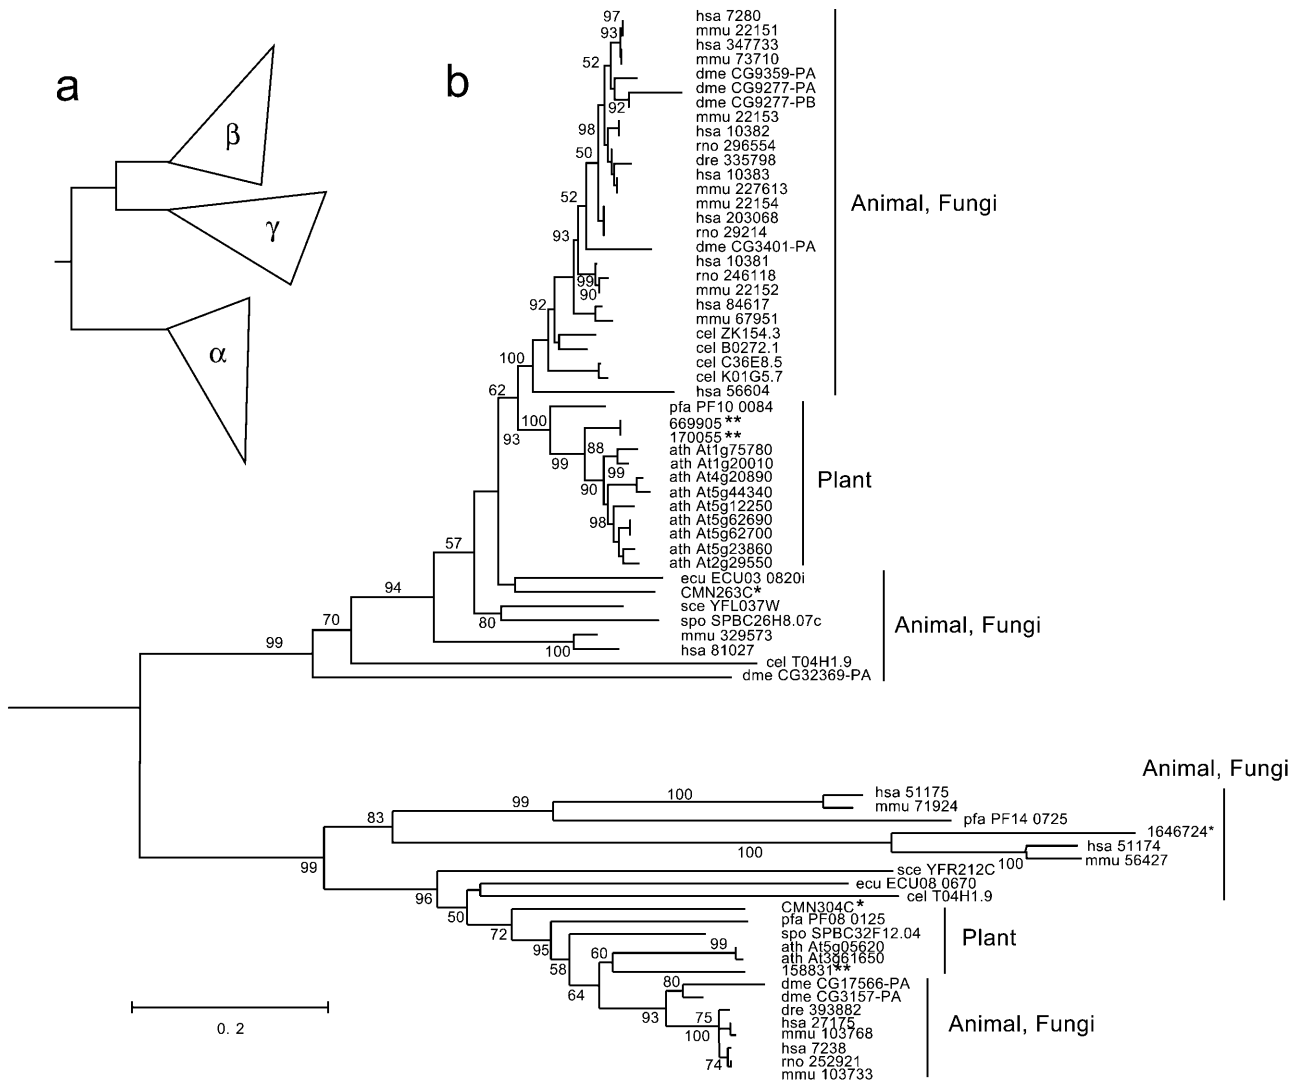 a
β
γ
α
b
97
93
52
92
98
50
52
93
99
90
92
100
62
93
100
99
88
99
90
98
57
94
80
70
100
99
hsa 7280
mmu 22151
hsa 347733
mmu 73710
dme CG9359-PA
dme CG9277-PA
dme CG9277-PB
mmu 22153
hsa 10382
rno 296554
dre 335798
hsa 10383
mmu 227613
mmu 22154
hsa 203068
rno 29214
dme CG3401-PA
hsa 10381
rno 246118
mmu 22152
hsa 84617
mmu 67951
cel ZK154.3
cel B0272.1
cel C36E8.5
cel K01G5.7
hsa 56604
Animal, Fungi
pfa PF10 0084
669905**
170055**
ath At1g75780
ath At1g20010
ath At4g20890
ath At5g44340
ath At5g12250
ath At5g62690
ath At5g62700
ath At5g23860
ath At2g29550
Plant
ecu ECU03 0820i
CMN263C*
sce YFL037W
spo SPBC26H8.07c
mmu 329573
hsa 81027
cel T04H1.9
dme CG32369-PA
Animal, Fungi
99
83
99
100
100
100
96
50
72
95
58
64
60
99
93
80
75
100
74
hsa 51175
mmu 71924
pfa PF14 0725
1646724*
hsa 51174
mmu 56427
sce YFR212C
ecu ECU08 0670
cel T04H1.9
Animal, Fungi
CMN304C*
pfa PF08 0125
spo SPBC32F12.04
ath At5g05620
ath At3g61650
158831**
Plant
dme CG17566-PA
dme CG3157-PA
dre 393882
hsa 27175
mmu 103768
hsa 7238
rno 252921
mmu 103733
Animal, Fungi
0. 2